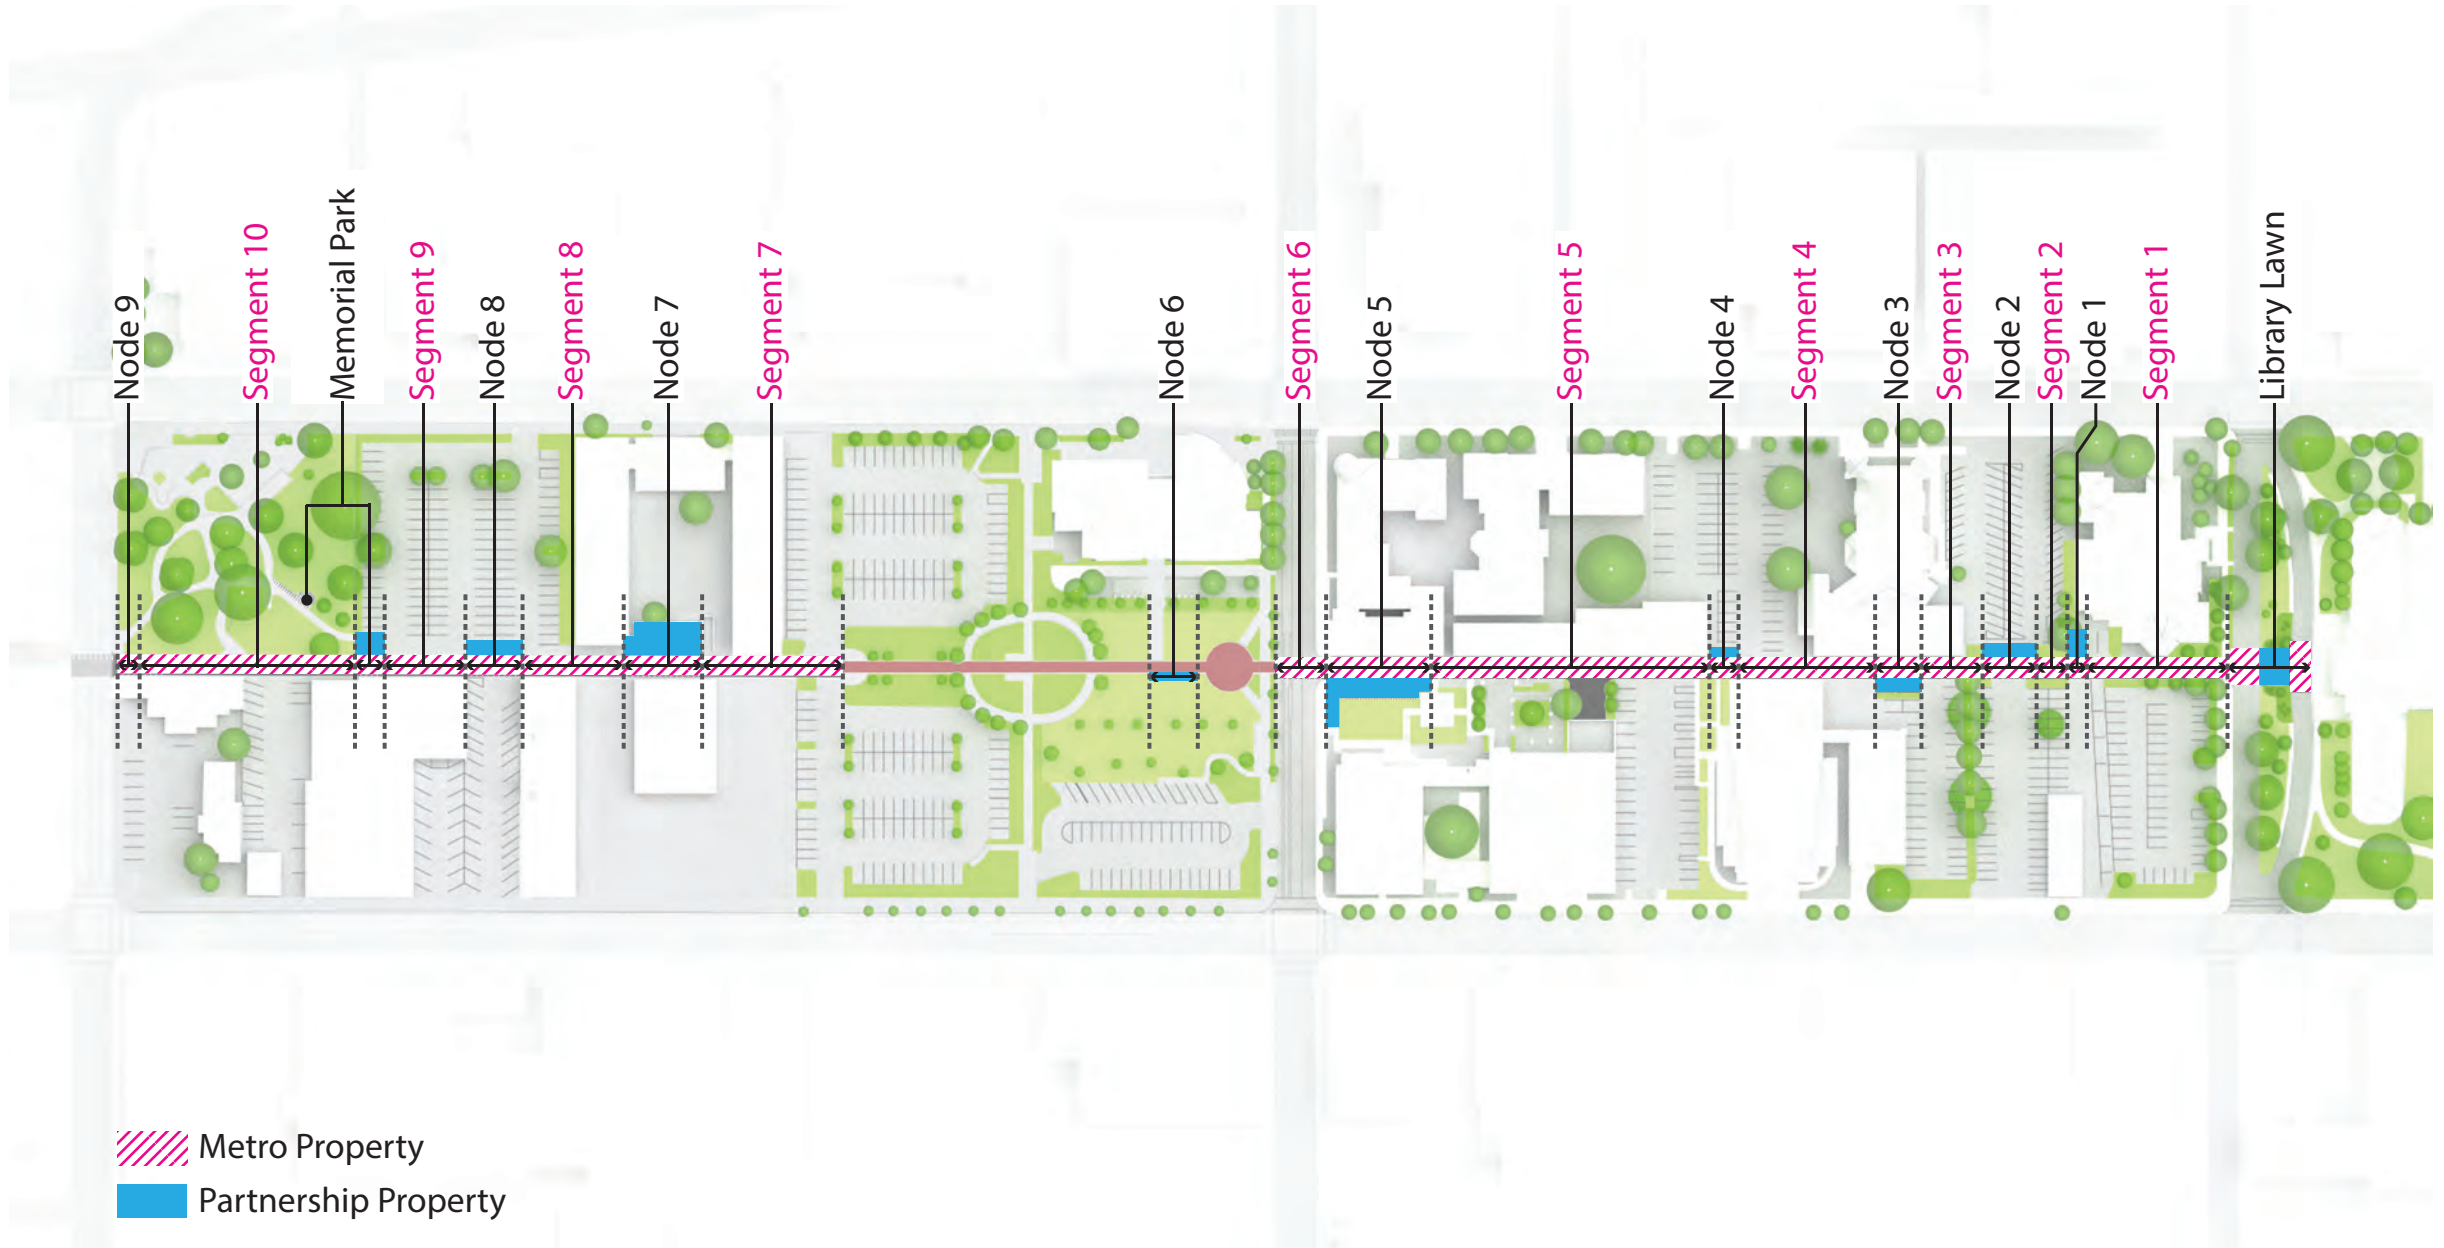 Node 9
Segment 10
Memorial Park
Segment 9
Node 8
Segment 8
Node 7
Segment 7
Node 6
Segment 6
Node 5
Segment 5
Node 4
Segment 4
Node 3
Segment 3
Node 2
Segment 2
Node 1
Segment 1
Library Lawn
Metro Property
Partnership Property